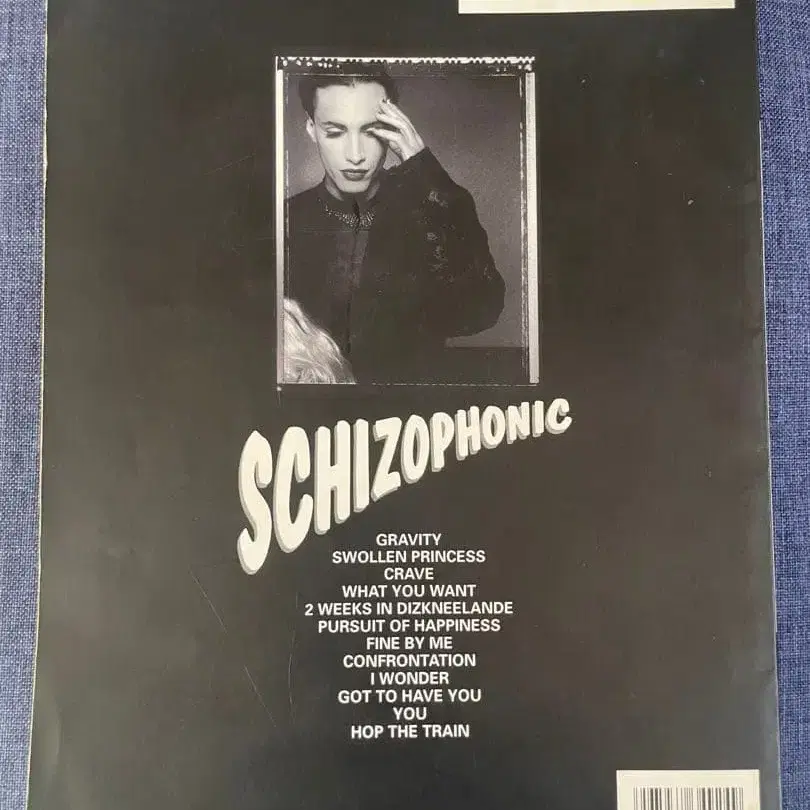 SCHIZOPHONIC
GRAVITY
SWOLLEN PRINCESS
CRAVE
WHAT YOU WANT
2 WEEKS IN DIZKNEELANDE
PURSUIT OF HAPPINESS
FINE BY ME
CONFRONTATION
I WONDER
GOT TO HAVE YOU
YOU
HOP THE TRAIN